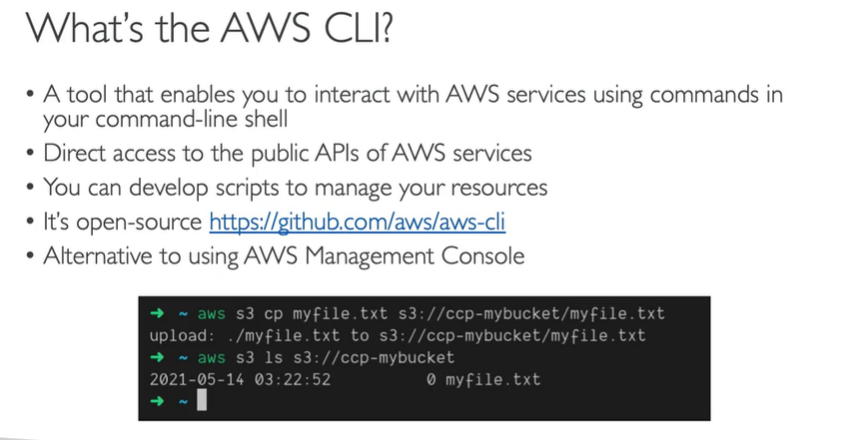 What's the AWS CLI?
• A tool that enables you to interact with AWS services using commands in
your command-line shell
• Direct access to the public APIs of AWS services
• You can develop scripts to manage your resources
• It's open-source https://github.com/aws/aws-cli
• Alternative to using AWS Management Console
➜ ~ aws s3 cp myfile.txt s3://ccp-mybucket/myfile.txt
upload: ./myfile.txt to s3://ccp-mybucket/myfile.txt
➜ ~ aws s3 ls s3://ccp-mybucket
2021-05-14 03:22:52 0 myfile.txt
➜ ~